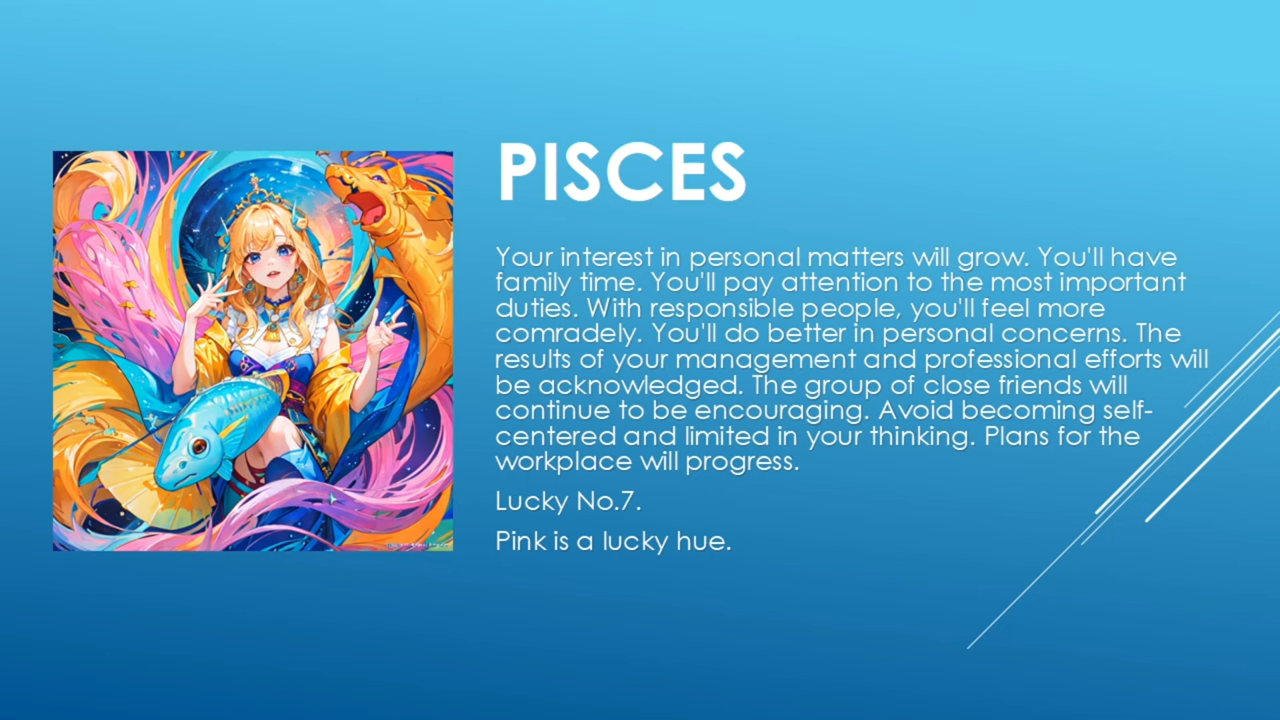 PISCES
Your interest in personal matters will grow. You'll have
family time. You'll pay attention to the most important
duties. With responsible people, you'll feel more
comradely. You'll do better in personal concerns. The
results of your management and professional efforts will
be acknowledged. The group of close friends will
continue to be encouraging. Avoid becoming self-
centered and limited in your thinking. Plans for the
workplace will progress.
Lucky No.7.
Pink is a lucky hue.